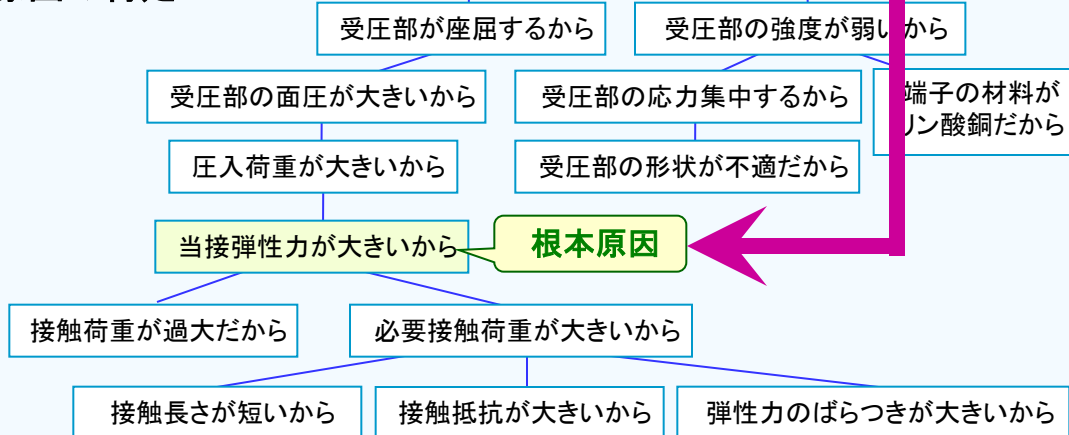 受圧部が座屈するから
受圧部の強度が弱いから
受圧部の面圧が大きいから
受圧部の応力集中するから
端子の材料が
リン酸銅だから
圧入荷重が大きいから
受圧部の形状が不適だから
当接弾性力が大きいから
根本原因
接触荷重が過大だから
必要接触荷重が大きいから
接触長さが短いから
接触抵抗が大きいから
弾性力のばらつきが大きいから